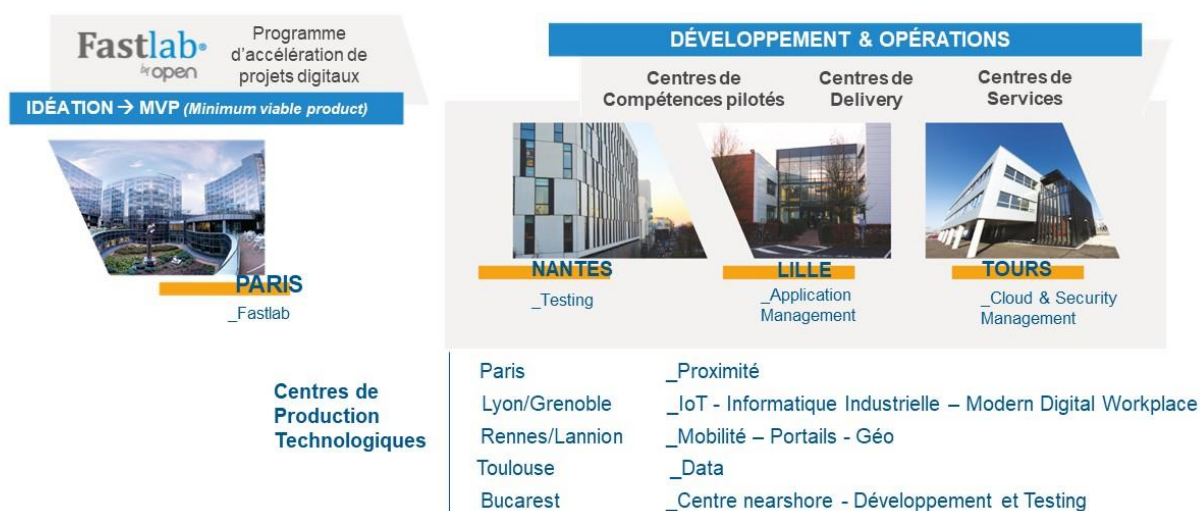 Fastlab
by open
Programme
d'accélération de
projets digitaux
IDÉATION → MVP (Minimum viable product)
PARIS
_Fastlab
DÉVELOPPEMENT & OPÉRATIONS
Centres de
Compétences pilotés
Centres de
Delivery
Centres de
Services
NANTES
_Testing
LILLE
_Application
Management
TOURS
_Cloud & Security
Management
Centres de
Production
Technologiques
Paris _Proximité
Lyon/Grenoble _IoT - Informatique Industrielle – Modern Digital Workplace
Rennes/Lannion _Mobilité – Portails - Géo
Toulouse _Data
Bucarest _Centre nearshore - Développement et Testing